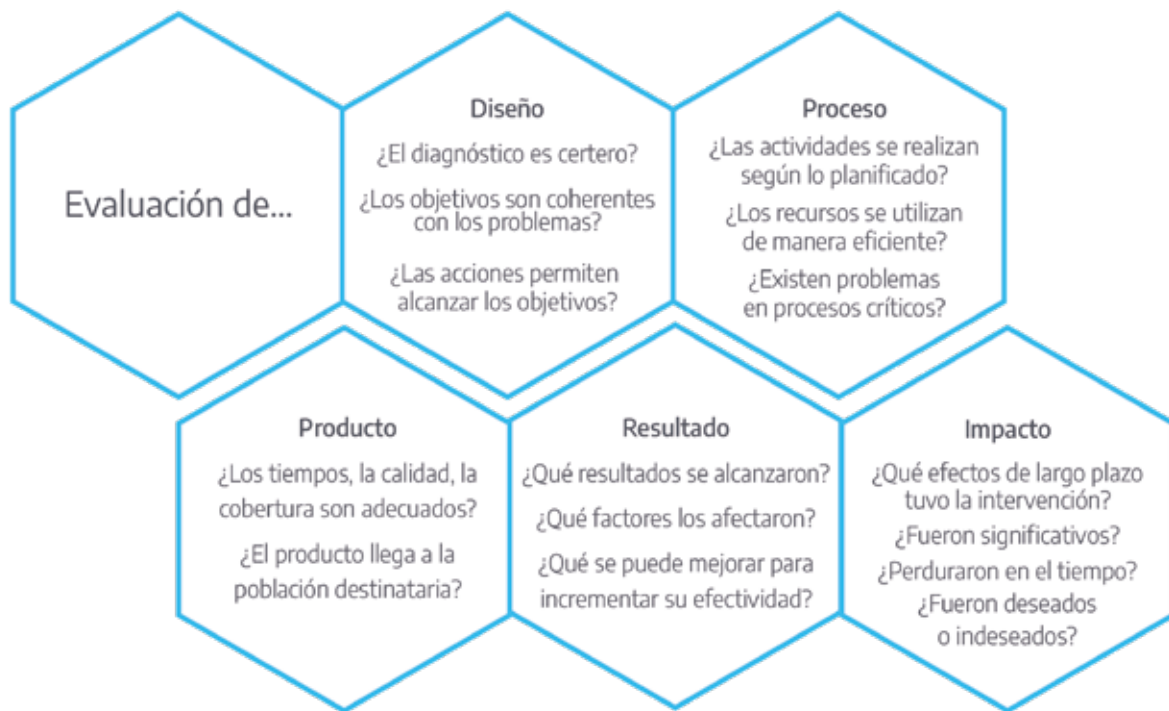 Evaluación de...
Diseño
¿El diagnóstico es certero?
¿Los objetivos son coherentes
con los problemas?
¿Las acciones permiten
alcanzar los objetivos?
Proceso
¿Las actividades se realizan
según lo planificado?
¿Los recursos se utilizan
de manera eficiente?
¿Existen problemas
en procesos críticos?
Producto
¿Los tiempos, la calidad, la
cobertura son adecuados?
¿El producto llega a la
población destinataria?
Resultado
¿Qué resultados se alcanzaron?
¿Qué factores los afectaron?
¿Qué se puede mejorar para
incrementar su efectividad?
Impacto
¿Qué efectos de largo plazo
tuvo la intervención?
¿Fueron significativos?
¿Perduraron en el tiempo?
¿Fueron deseados
o indeseados?